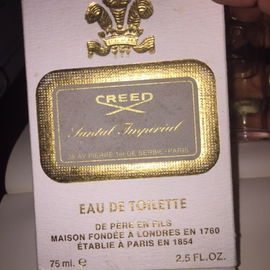 CREED
Santal Impérial
EAU DE TOILETTE
DE PÈRE EN FILS
MAISON FONDÉE À LONDRES EN 1760
ÉTABLIE À PARIS EN 1854
75 ml. e
2.5 FL.OZ.